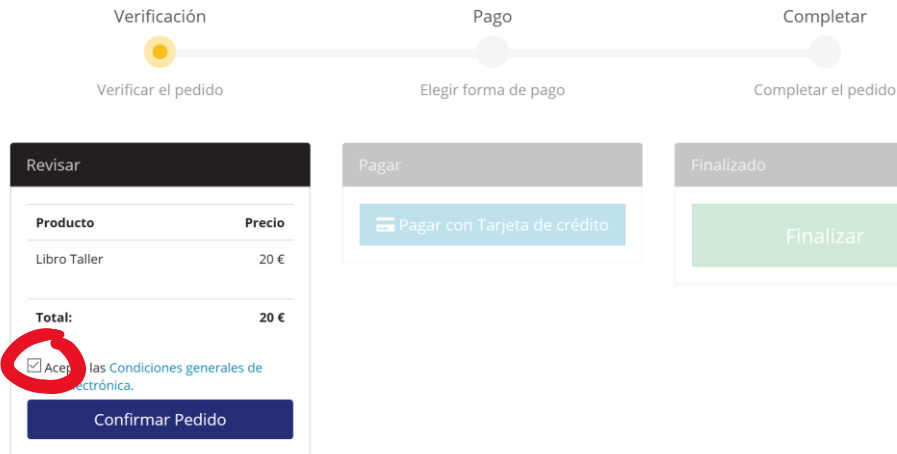 Verificación
Pago
Completar
Verificar el pedido
Elegir forma de pago
Completar el pedido
Revisar
Producto Precio
Libro Taller 20 €
Total: 20 €
las Condiciones generales de
Confirmar Pedido
Pagar
Pagar con Tarjeta de crédito
Finalizado
Finalizar